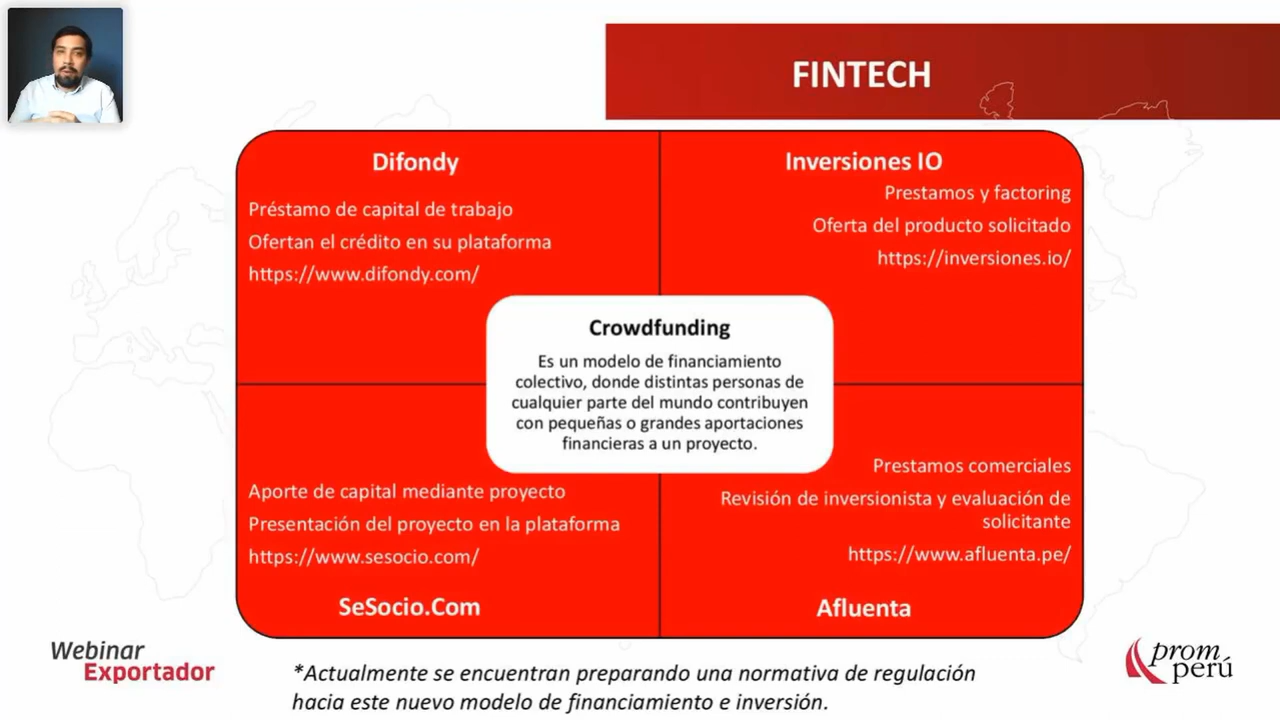 FINTECH
Difondy
Préstamo de capital de trabajo
Ofertan el crédito en su plataforma
https://www.difondy.com/
Inversiones IO
Prestamos y factoring
Oferta del producto solicitado
https://inversiones.io/
Crowdfunding
Es un modelo de financiamiento
colectivo, donde distintas personas de
cualquier parte del mundo contribuyen
con pequeñas o grandes aportaciones
financieras a un proyecto.
Aporte de capital mediante proyecto
Presentación del proyecto en la plataforma
https://www.sesocio.com/
SeSocio.Com
Prestamos comerciales
Revisión de inversionista y evaluación de
solicitante
https://www.afluenta.pe/
Afluenta
Webinar
Exportador
*Actualmente se encuentran preparando una normativa de regulación
hacia este nuevo modelo de financiamiento e inversión.
prom
perú